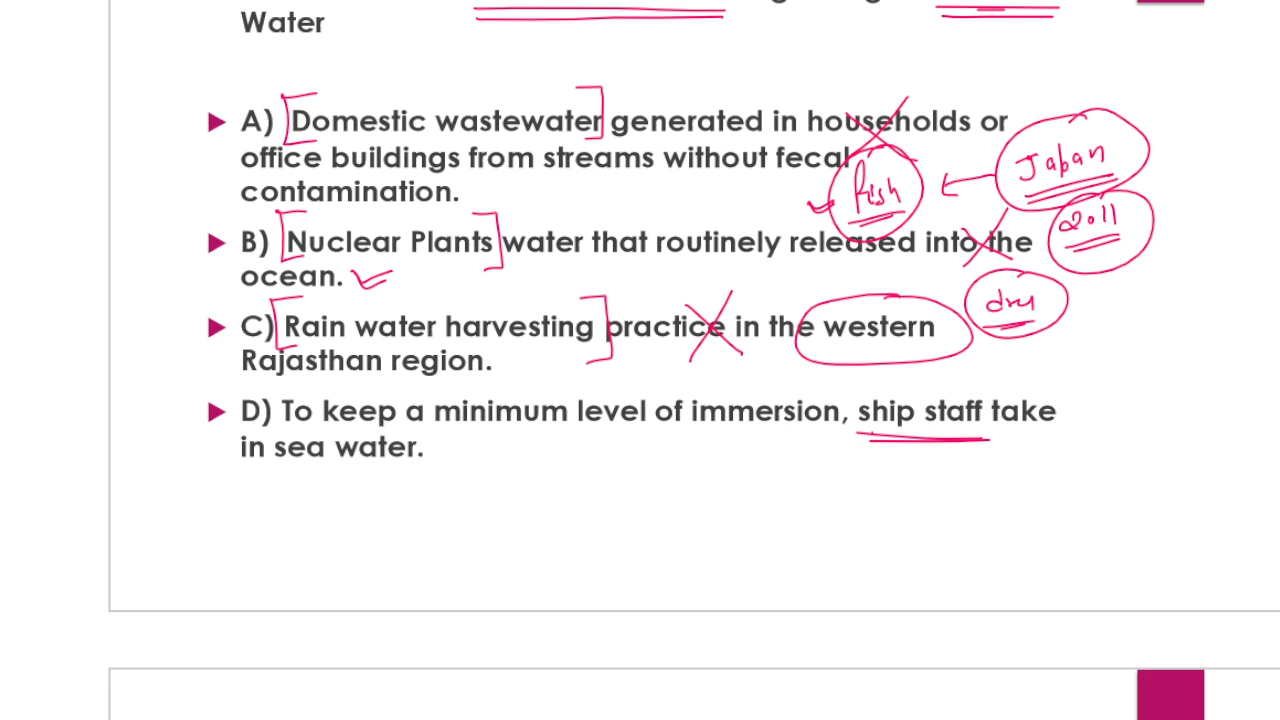 Water
A) Domestic wastewater generated in households or
office buildings from streams without fecal
contamination.
Japan
fish
B) Nuclear Plants water that routinely released into the
ocean.
2011
C) Rain water harvesting practice in the western
Rajasthan region.
dry
D) To keep a minimum level of immersion, ship staff take
in sea water.